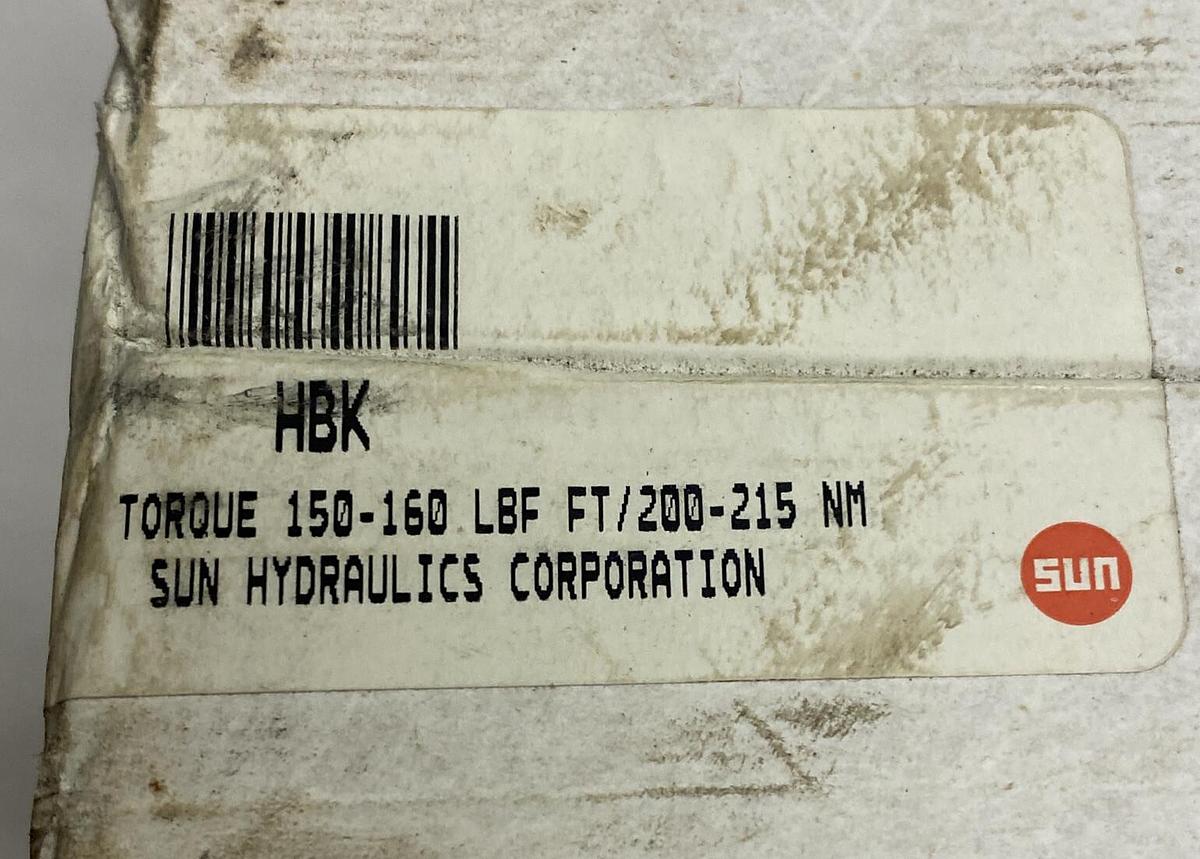 HBK
TORQUE 150-160 LBF FT/200-215 NM
SUN HYDRAULICS CORPORATION
sun